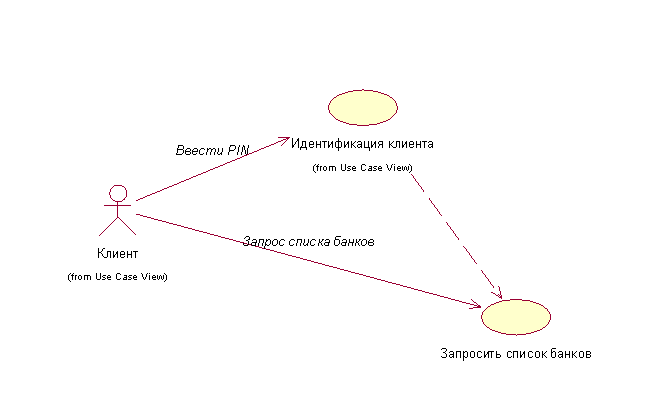 Ввести PIN
Идентификация клиента
(from Use Case View)
Запрос списка банков
Клиент
(from Use Case View)
Запросить список банков